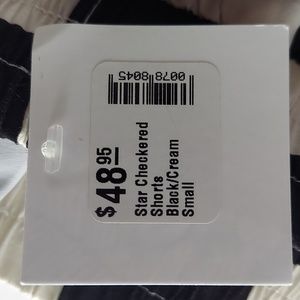 $48.95
Star Checkered
Shorts
Black/Cream
Small
0078 8045